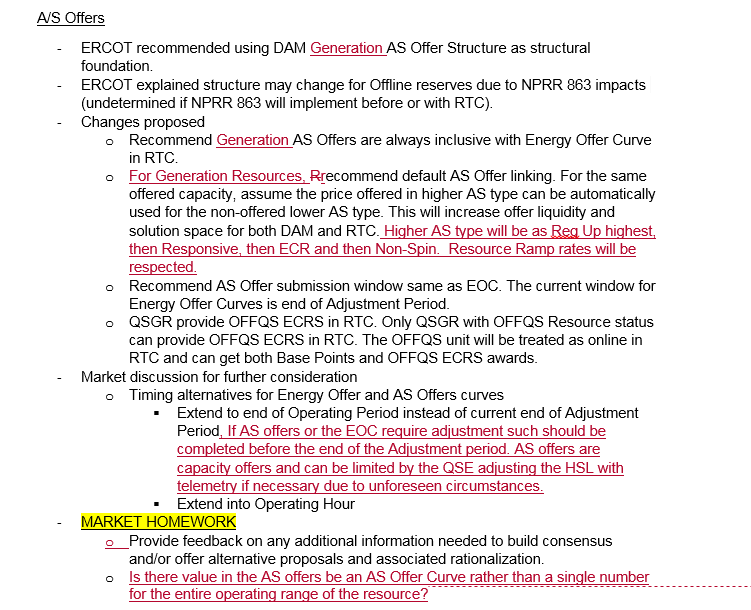 A/S Offers
- ERCOT recommended using DAM Generation AS Offer Structure as structural
foundation.
- ERCOT explained structure may change for Offline reserves due to NPRR 863 impacts
(undetermined if NPRR 863 will implement before or with RTC).
- Changes proposed
o Recommend Generation AS Offers are always inclusive with Energy Offer Curve
in RTC.
o For Generation Resources, Rrecommend default AS Offer linking. For the same
offered capacity, assume the price offered in higher AS type can be automatically
used for the non-offered lower AS type. This will increase offer liquidity and
solution space for both DAM and RTC. Higher AS type will be as Reg Up highest,
then Responsive, then ECR and then Non-Spin.  Resource Ramp rates will be
respected.
o Recommend AS Offer submission window same as EOC. The current window for
Energy Offer Curves is end of Adjustment Period.
o QSGR provide OFFQS ECRS in RTC. Only QSGR with OFFQS Resource status
can provide OFFQS ECRS in RTC. The OFFQS unit will be treated as online in
RTC and can get both Base Points and OFFQS ECRS awards.
- Market discussion for further consideration
o Timing alternatives for Energy Offer and AS Offers curves
▪ Extend to end of Operating Period instead of current end of Adjustment
Period, If AS offers or the EOC require adjustment such should be
completed before the end of the Adjustment period. AS offers are
capacity offers and can be limited by the QSE adjusting the HSL with
telemetry if necessary due to unforeseen circumstances.
▪ Extend into Operating Hour
- MARKET HOMEWORK
o Provide feedback on any additional information needed to build consensus
and/or offer alternative proposals and associated rationalization.
o Is there value in the AS offers be an AS Offer Curve rather than a single number
for the entire operating range of the resource?